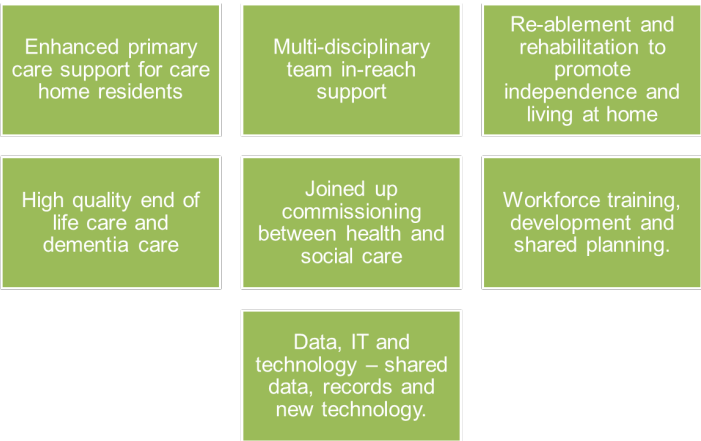 Enhanced primary
care support for care
home residents
Multi-disciplinary
team in-reach
support
Re-ablement and
rehabilitation to
promote
independence and
living at home
High quality end of
life care and
dementia care
Joined up
commissioning
between health and
social care
Workforce training,
development and
shared planning.
Data, IT and
technology – shared
data, records and
new technology.